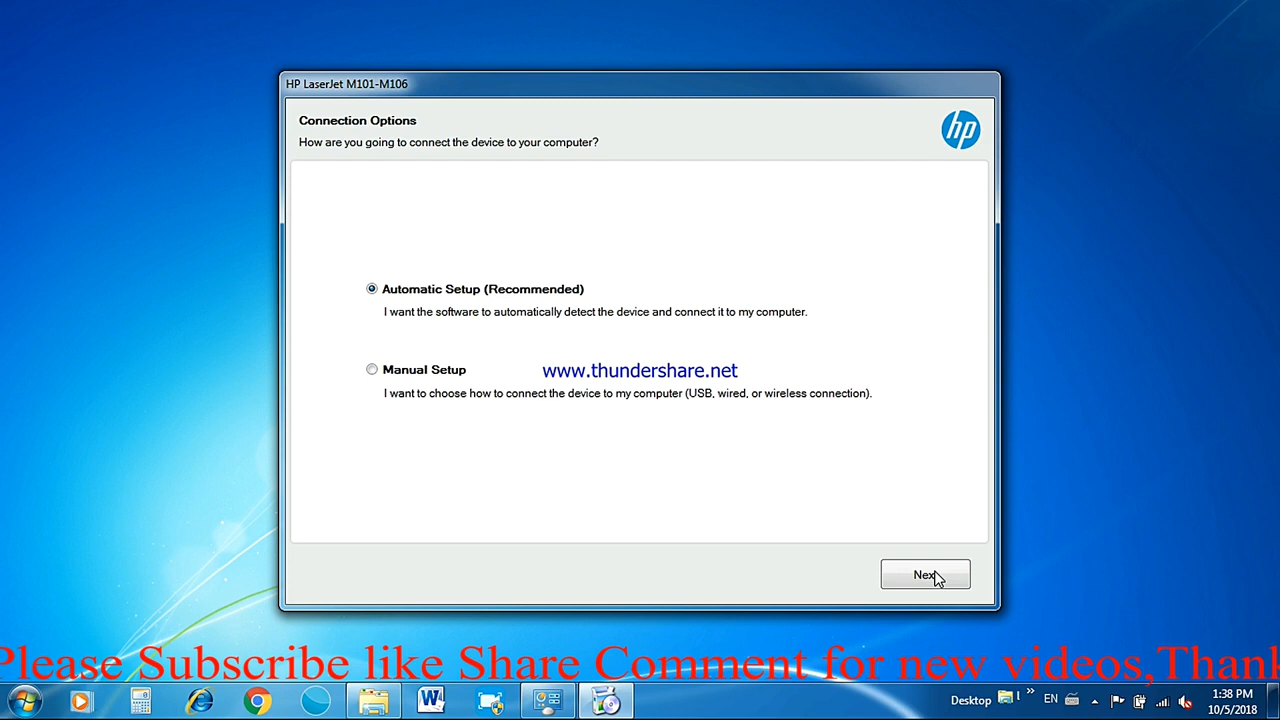 HP LaserJet M101-M106
Connection Options
How are you going to connect the device to your computer?
hp
Automatic Setup (Recommended)
I want the software to automatically detect the device and connect it to my computer.
Manual Setup
www.thundershare.net
I want to choose how to connect the device to my computer (USB, wired, or wireless connection).
Next
Please Subscribe like Share Comment for new videos,Thank
Desktop
EN
1:38 PM
10/5/2018